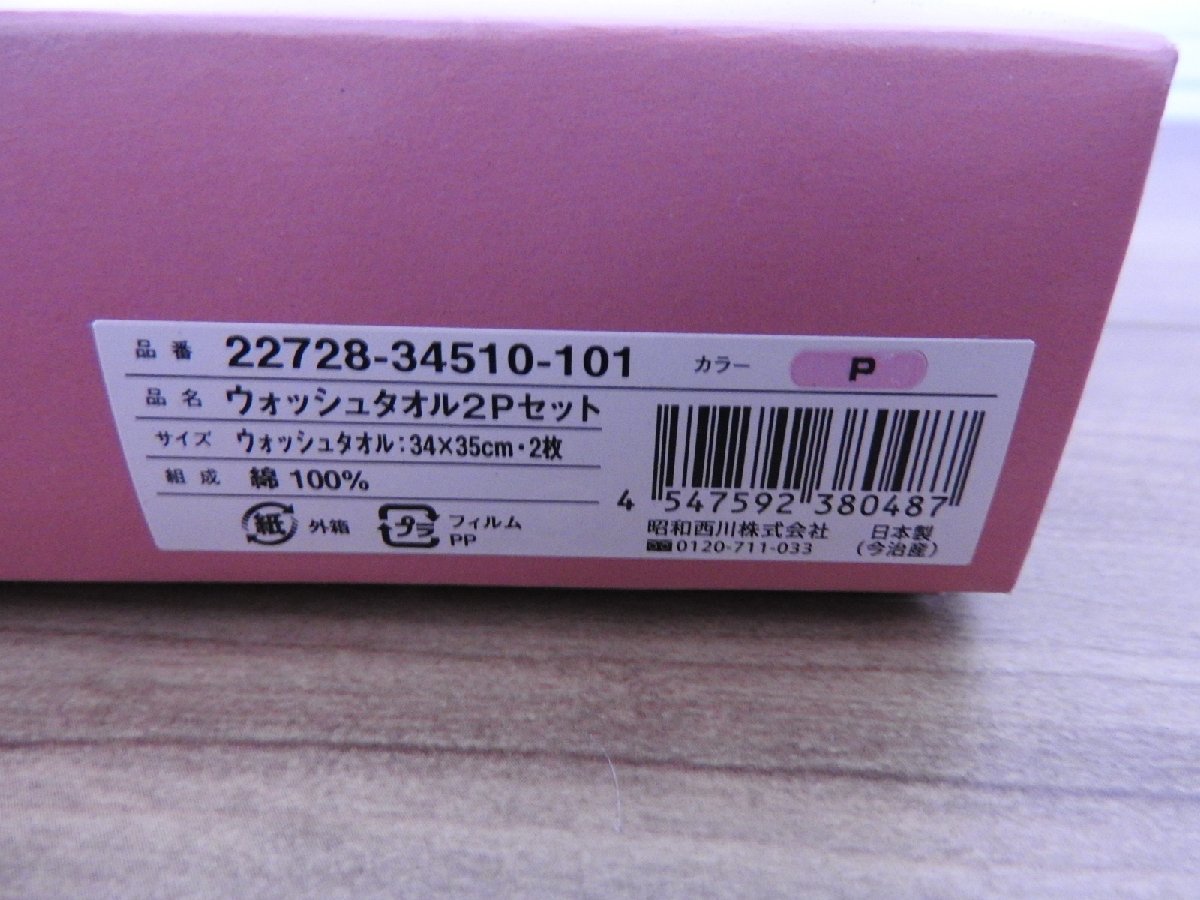 品番 22728-34510-101 カラー P
品名 ウォッシュタオル2Pセット
サイズ ウォッシュタオル:34×35cm・2枚
組成 綿 100%
紙 外箱 プラ フィルム PP
4 547592 380487
昭和西川株式会社 日本製
0120-711-033 (今治産)